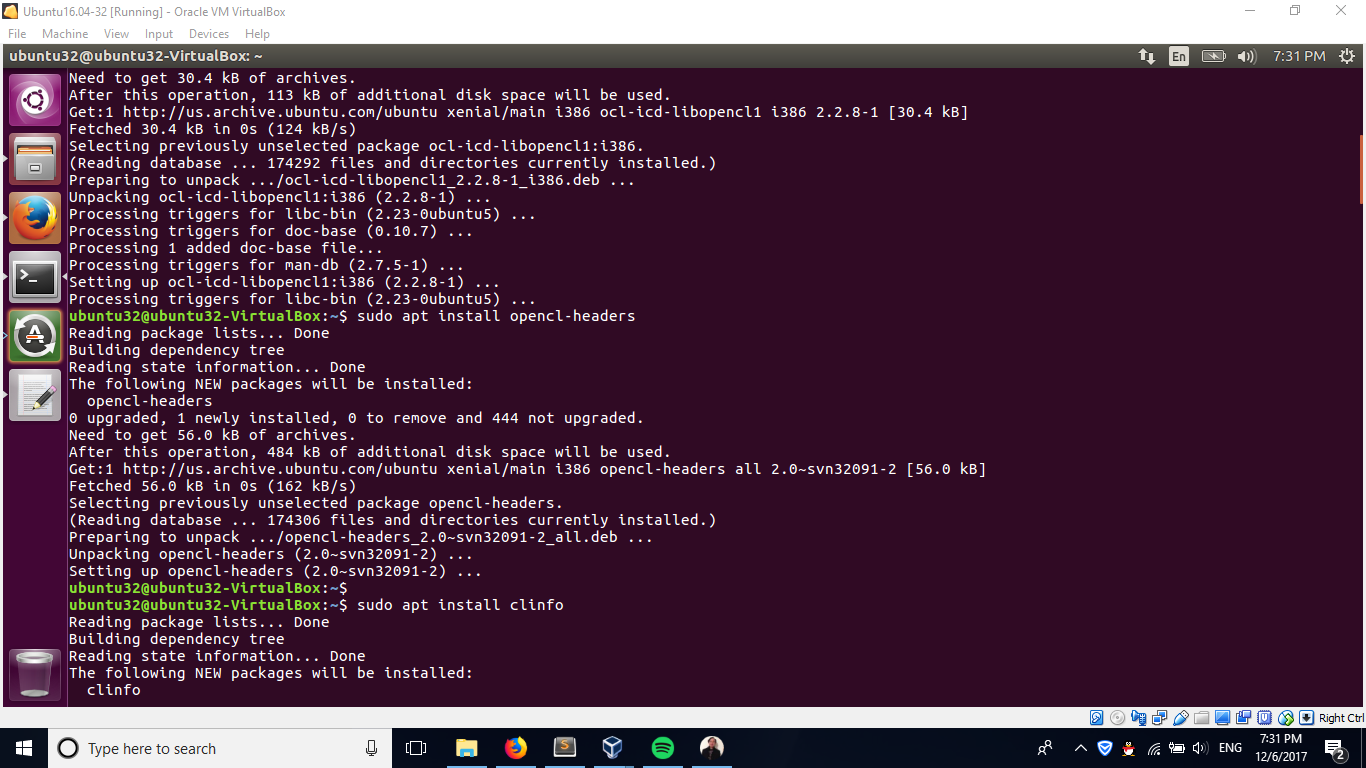 Ubuntu16.04-32 [Running] - Oracle VM VirtualBox
File Machine View Input Devices Help
ubuntu32@ubuntu32-VirtualBox: ~
En
7:31 PM
Need to get 30.4 kB of archives.
After this operation, 113 kB of additional disk space will be used.
Get:1 http://us.archive.ubuntu.com/ubuntu xenial/main i386 ocl-icd-libopencl1 i386 2.2.8-1 [30.4 kB]
Fetched 30.4 kB in 0s (124 kB/s)
Selecting previously unselected package ocl-icd-libopencl1:i386.
(Reading database ... 174292 files and directories currently installed.)
Preparing to unpack .../ocl-icd-libopencl1_2.2.8-1_i386.deb ...
Unpacking ocl-icd-libopencl1:i386 (2.2.8-1) ...
Processing triggers for libc-bin (2.23-0ubuntu5) ...
Processing triggers for doc-base (0.10.7) ...
Processing 1 added doc-base file...
Processing triggers for man-db (2.7.5-1) ...
Setting up ocl-icd-libopencl1:i386 (2.2.8-1) ...
Processing triggers for libc-bin (2.23-0ubuntu5) ...
ubuntu32@ubuntu32-VirtualBox:~$ sudo apt install opencl-headers
Reading package lists... Done
Building dependency tree
Reading state information... Done
The following NEW packages will be installed:
opencl-headers
0 upgraded, 1 newly installed, 0 to remove and 444 not upgraded.
Need to get 56.0 kB of archives.
After this operation, 484 kB of additional disk space will be used.
Get:1 http://us.archive.ubuntu.com/ubuntu xenial/main i386 opencl-headers all 2.0~svn32091-2 [56.0 kB]
Fetched 56.0 kB in 0s (162 kB/s)
Selecting previously unselected package opencl-headers.
(Reading database ... 174306 files and directories currently installed.)
Preparing to unpack .../opencl-headers_2.0~svn32091-2_all.deb ...
Unpacking opencl-headers (2.0~svn32091-2) ...
Setting up opencl-headers (2.0~svn32091-2) ...
ubuntu32@ubuntu32-VirtualBox:~$
ubuntu32@ubuntu32-VirtualBox:~$ sudo apt install clinfo
Reading package lists... Done
Building dependency tree
Reading state information... Done
The following NEW packages will be installed:
clinfo
Right Ctrl
Type here to search
ENG
7:31 PM
12/6/2017
2